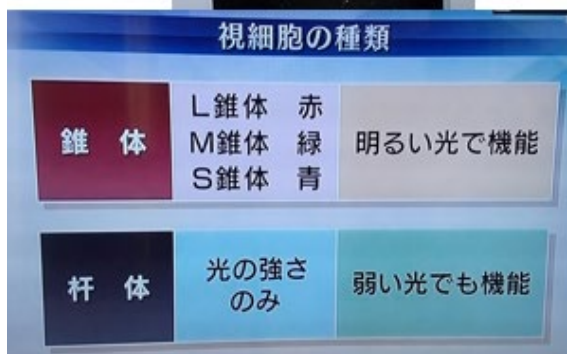 視細胞の種類
錐 体
L錐体 赤
M錐体 緑
S錐体 青
明るい光で機能
杆 体
光の強さ
のみ
弱い光でも機能